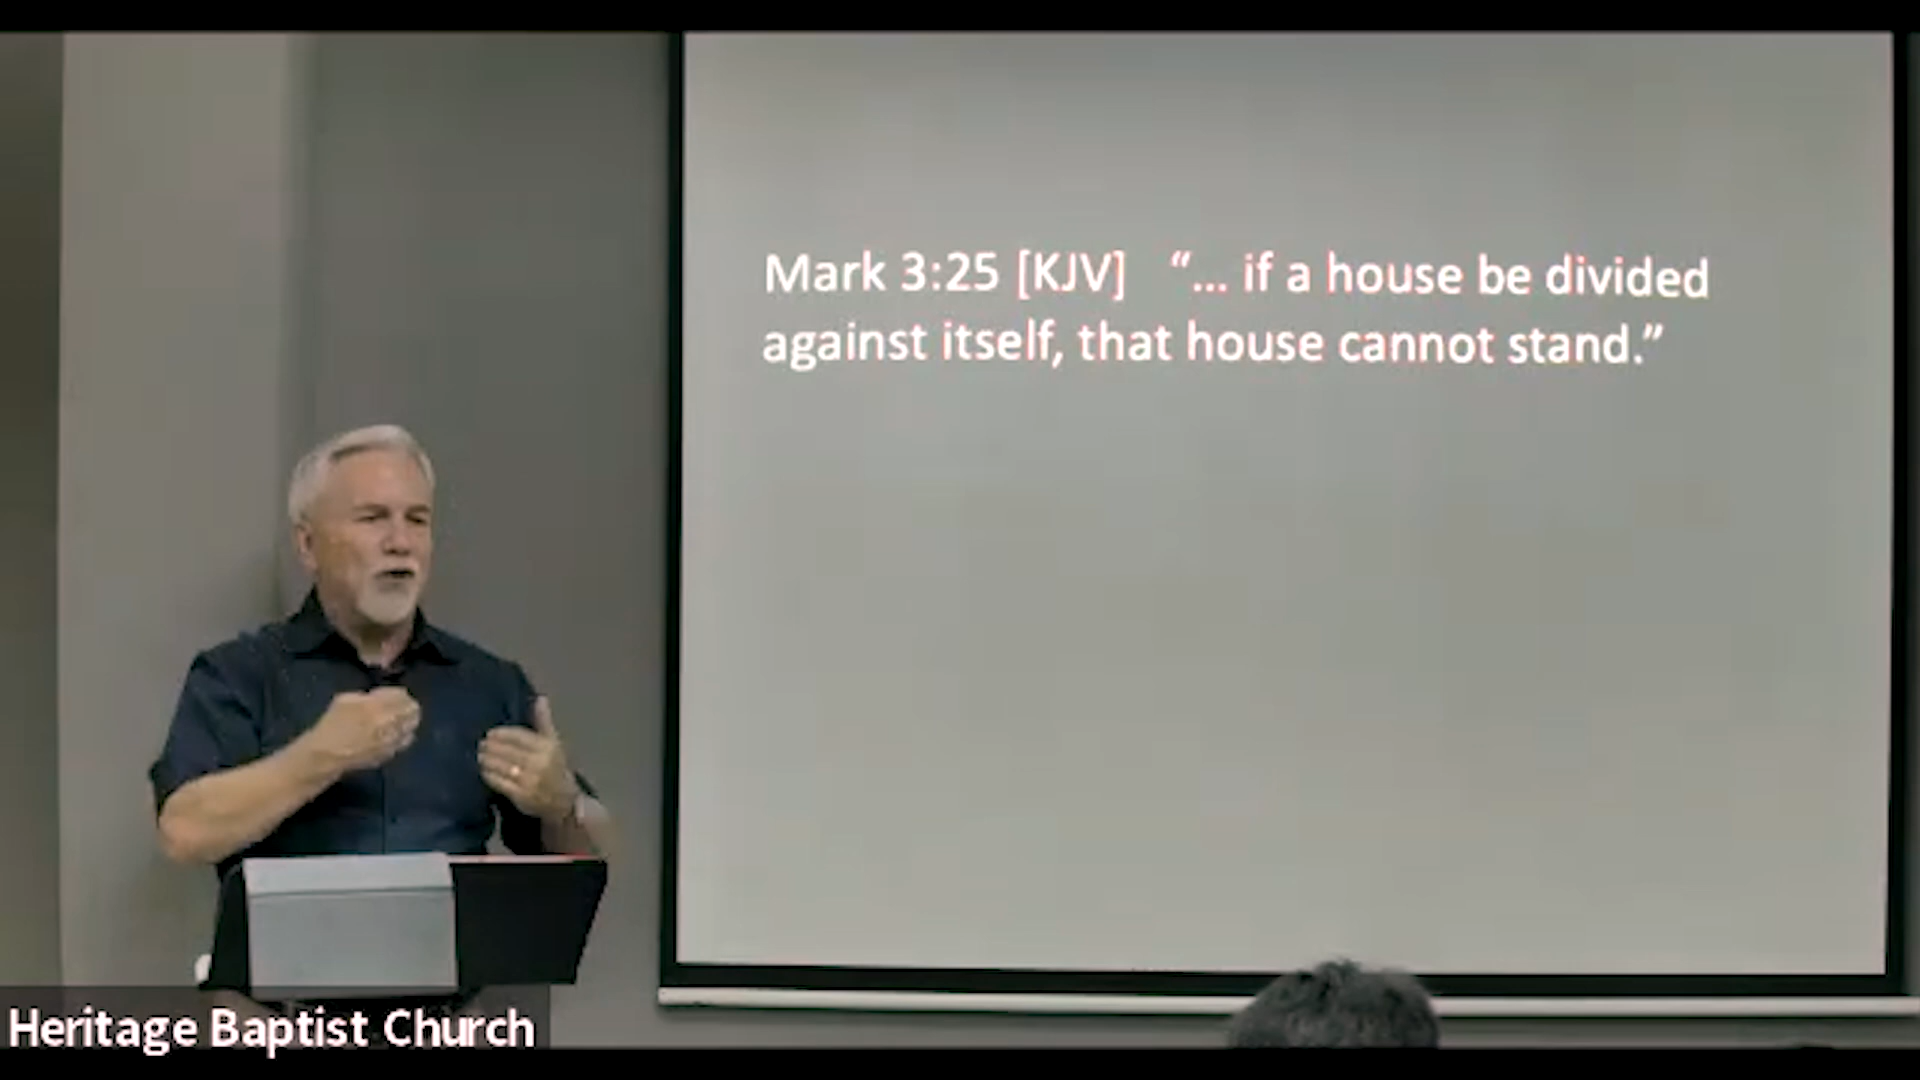 Mark 3:25 [KJV] “... if a house be divided
against itself, that house cannot stand.”
Heritage Baptist Church